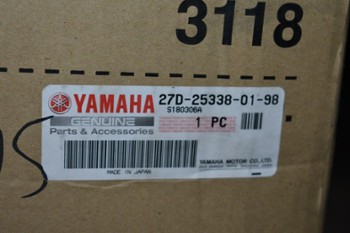 3118
YAMAHA 27D-25338-01-98
S180306A
GENUINE
Parts & Accessories
1 PC
YAMAHA MOTOR CO.,LTD.
MADE IN JAPAN